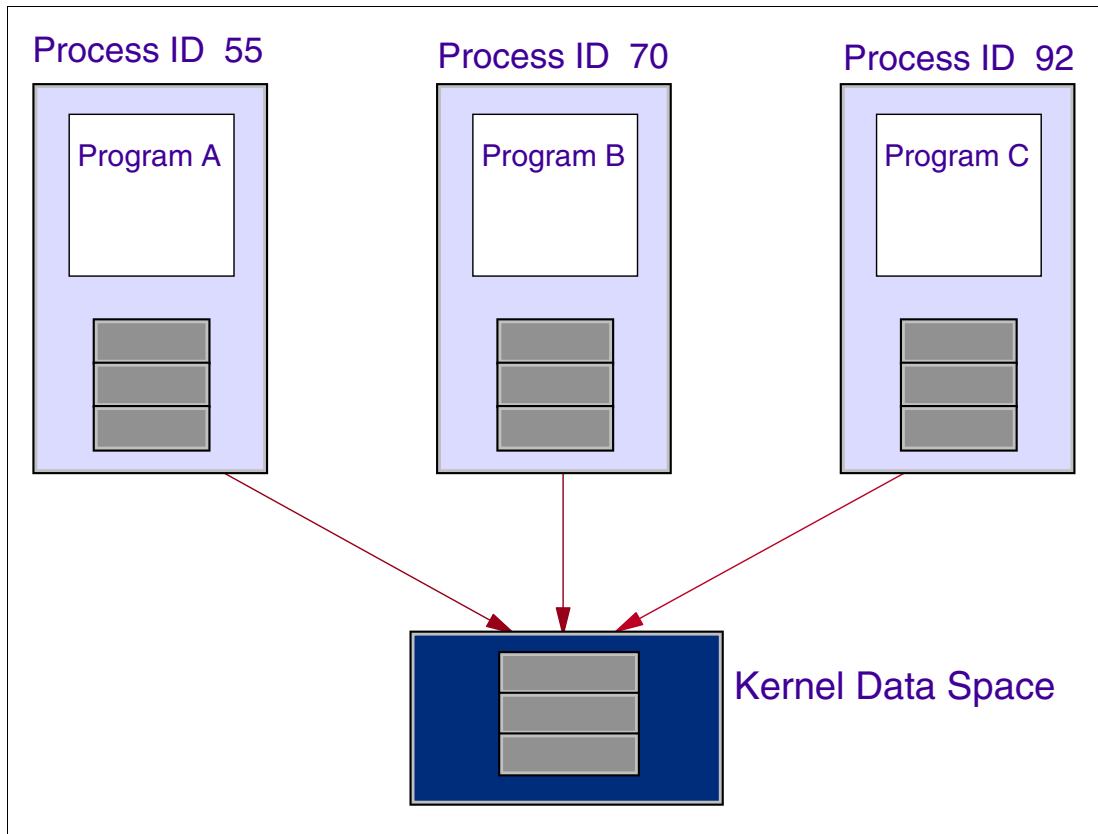 Process ID 55
Process ID 70
Process ID 92
Program A
Program B
Program C
Kernel Data Space